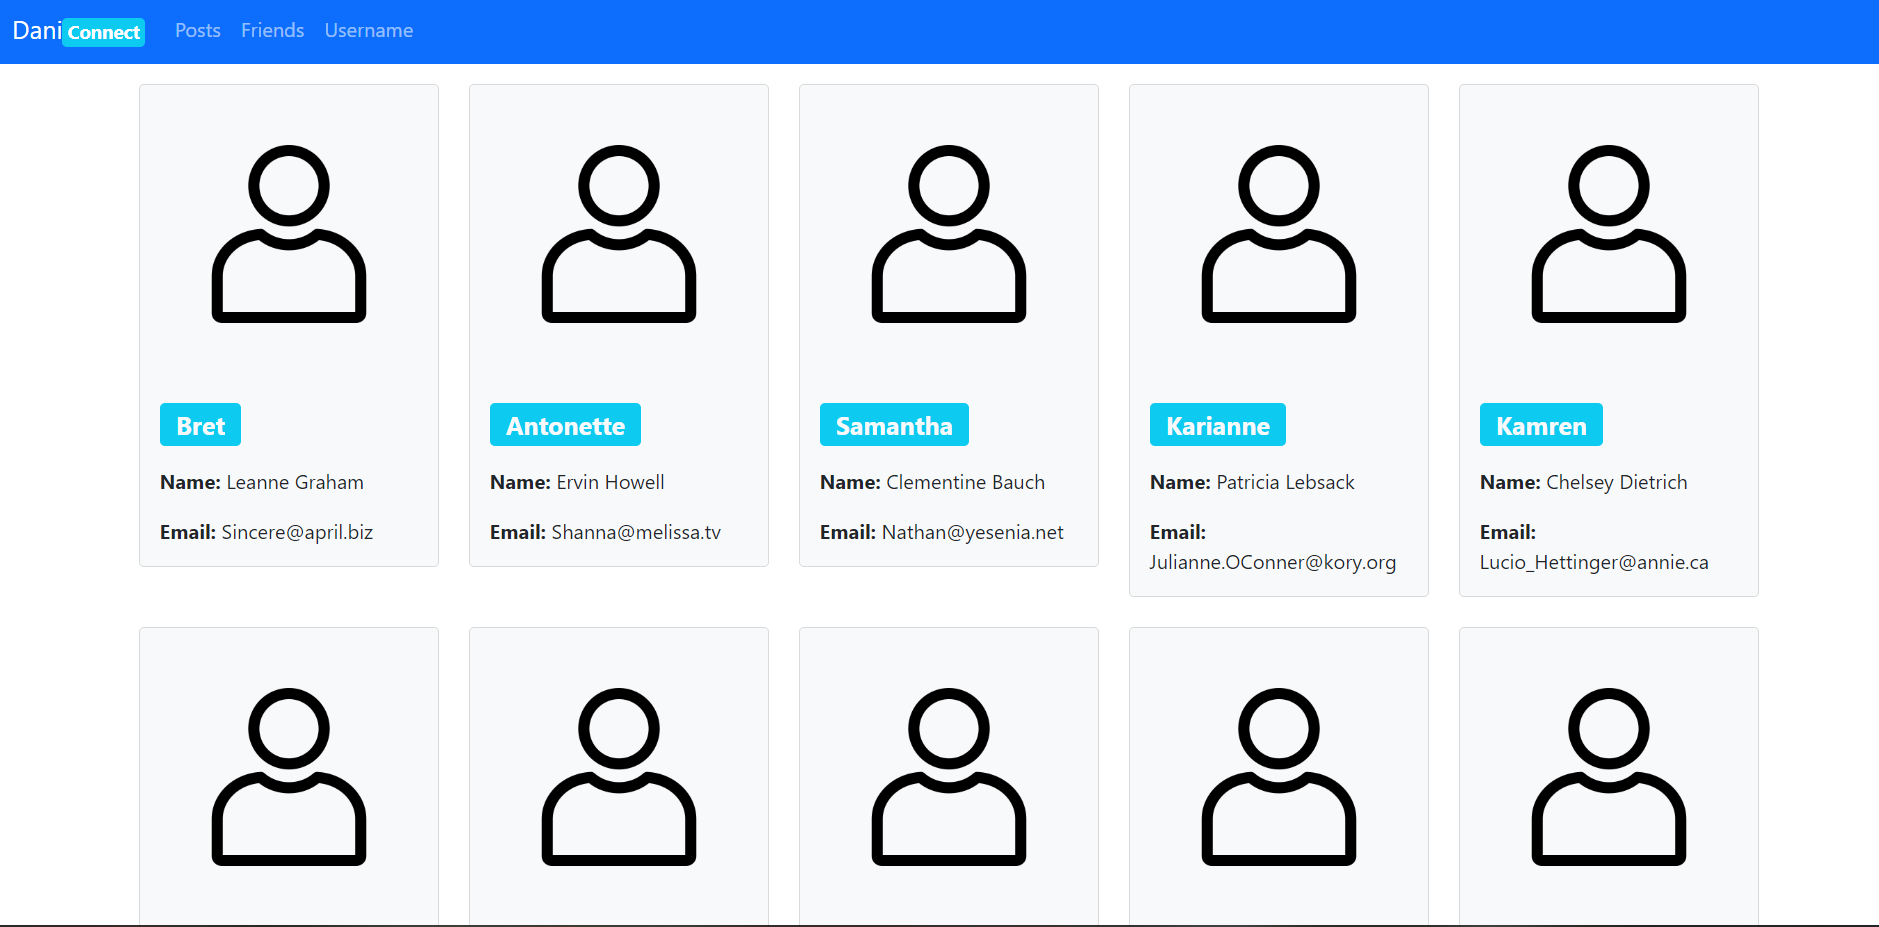 DaniConnect Posts Friends Username
Bret
Name: Leanne Graham
Email: Sincere@april.biz
Antonette
Name: Ervin Howell
Email: Shanna@melissa.tv
Samantha
Name: Clementine Bauch
Email: Nathan@yesenia.net
Karianne
Name: Patricia Lebsack
Email:
Julianne.OConner@kory.org
Kamren
Name: Chelsey Dietrich
Email:
Lucio_Hettinger@annie.ca